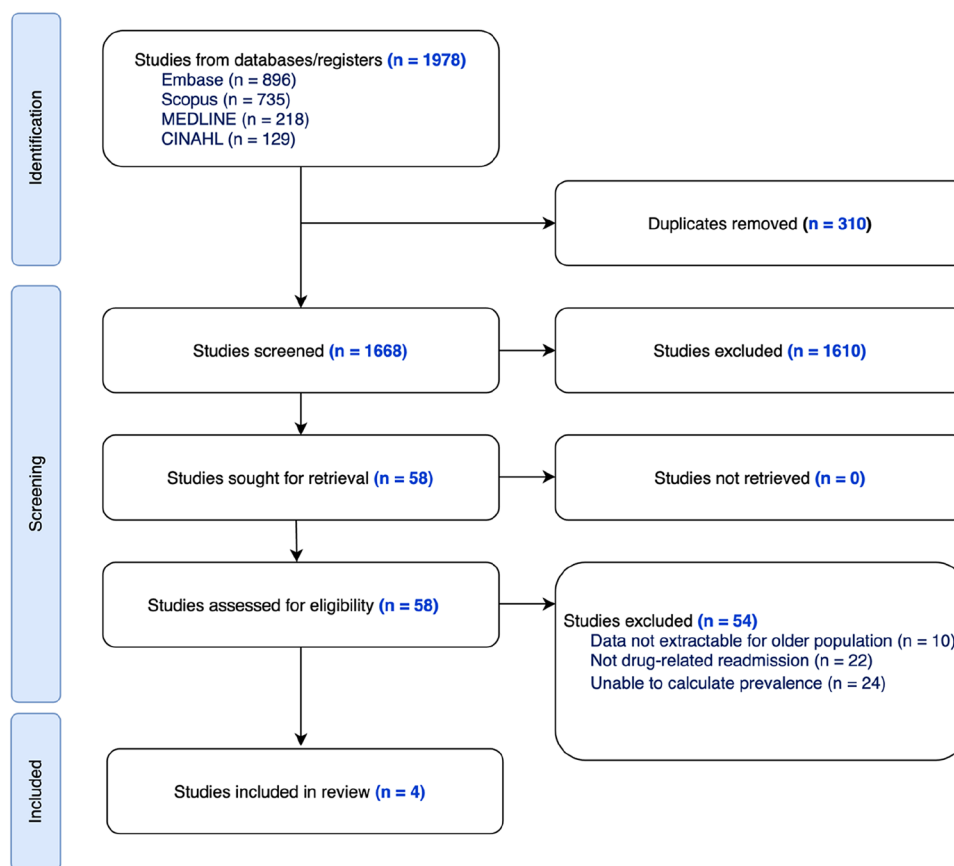 Identification
Studies from databases/registers (n = 1978)
Embase (n = 896)
Scopus (n = 735)
MEDLINE (n = 218)
CINAHL (n = 129)
Duplicates removed (n = 310)
Screening
Studies screened (n = 1668)
Studies excluded (n = 1610)
Studies sought for retrieval (n = 58)
Studies not retrieved (n = 0)
Studies assessed for eligibility (n = 58)
Studies excluded (n = 54)
Data not extractable for older population (n = 10)
Not drug-related readmission (n = 22)
Unable to calculate prevalence (n = 24)
Included
Studies included in review (n = 4)